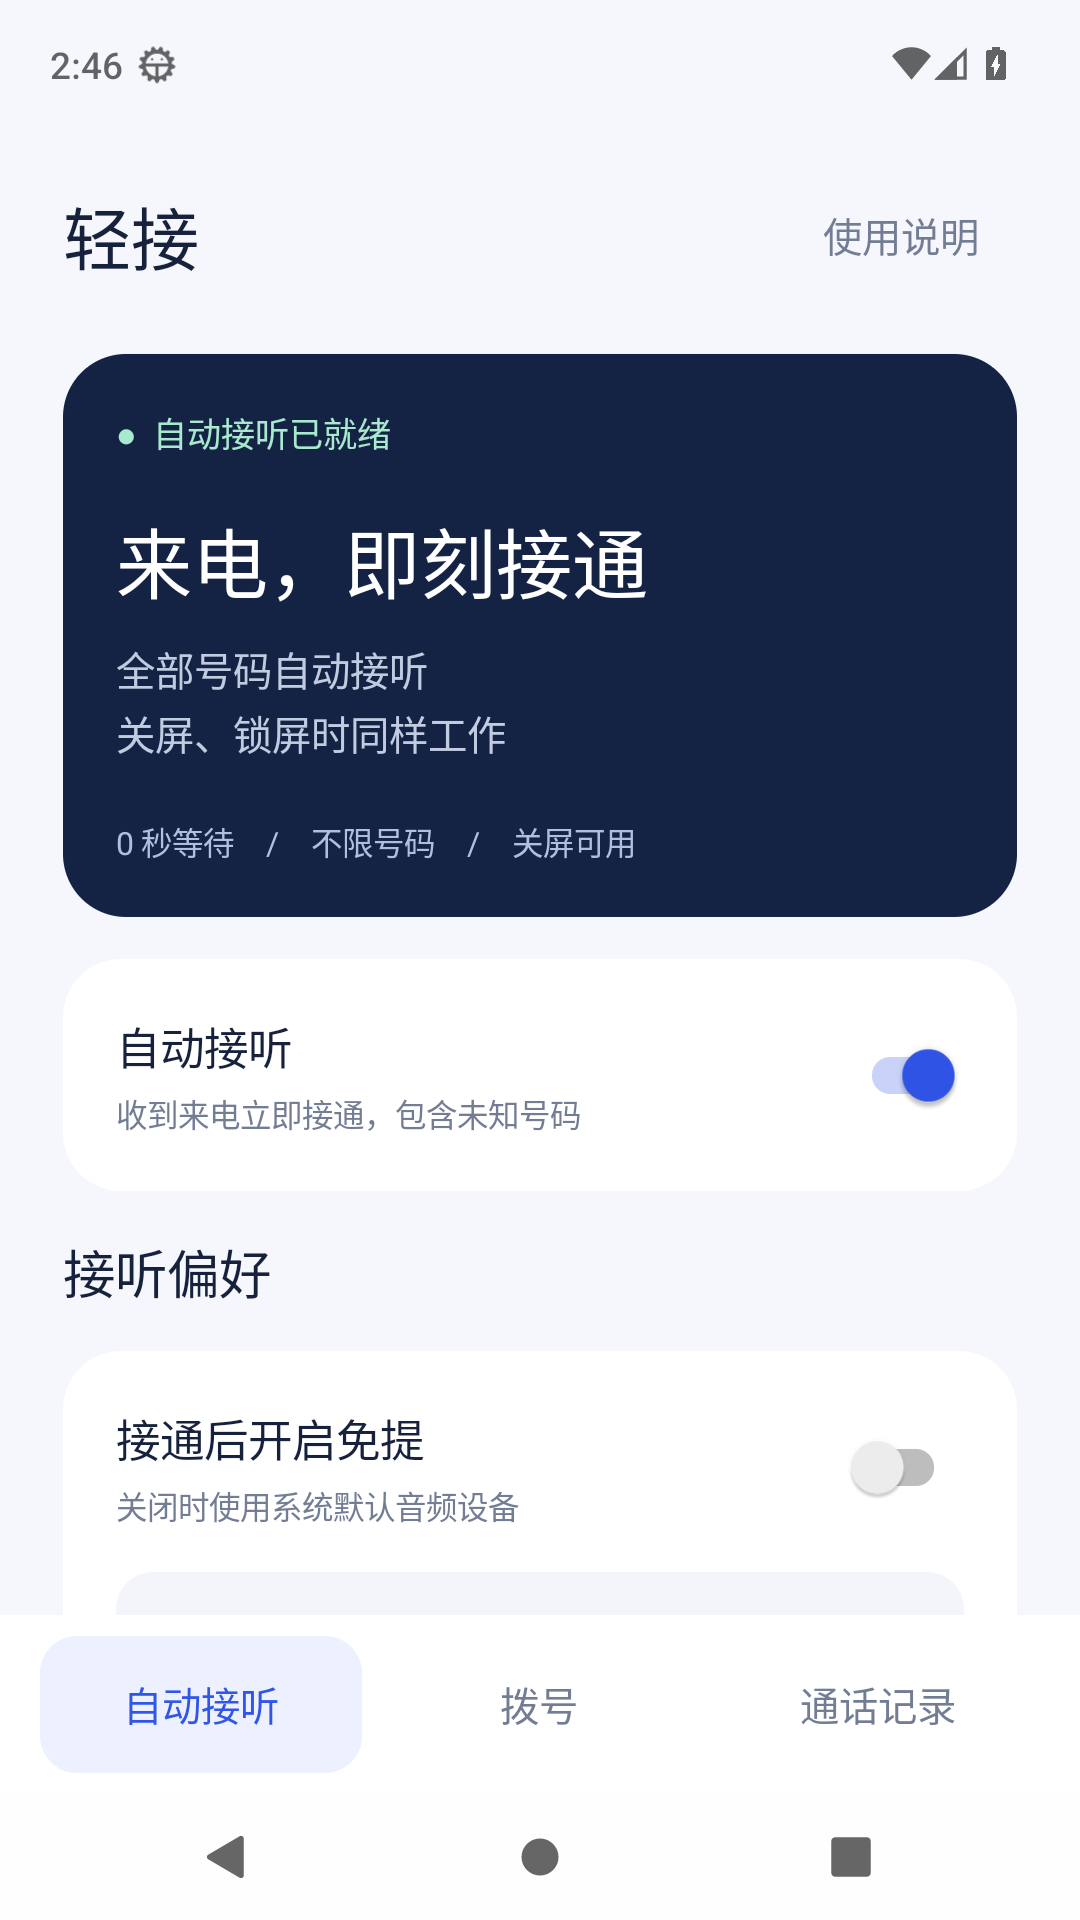 2:46
轻接
使用说明
● 自动接听已就绪
来电，即刻接通
全部号码自动接听
关屏、锁屏时同样工作
0 秒等待 / 不限号码 / 关屏可用
自动接听
收到来电立即接通，包含未知号码
接听偏好
接通后开启免提
关闭时使用系统默认音频设备
自动接听
拨号
通话记录